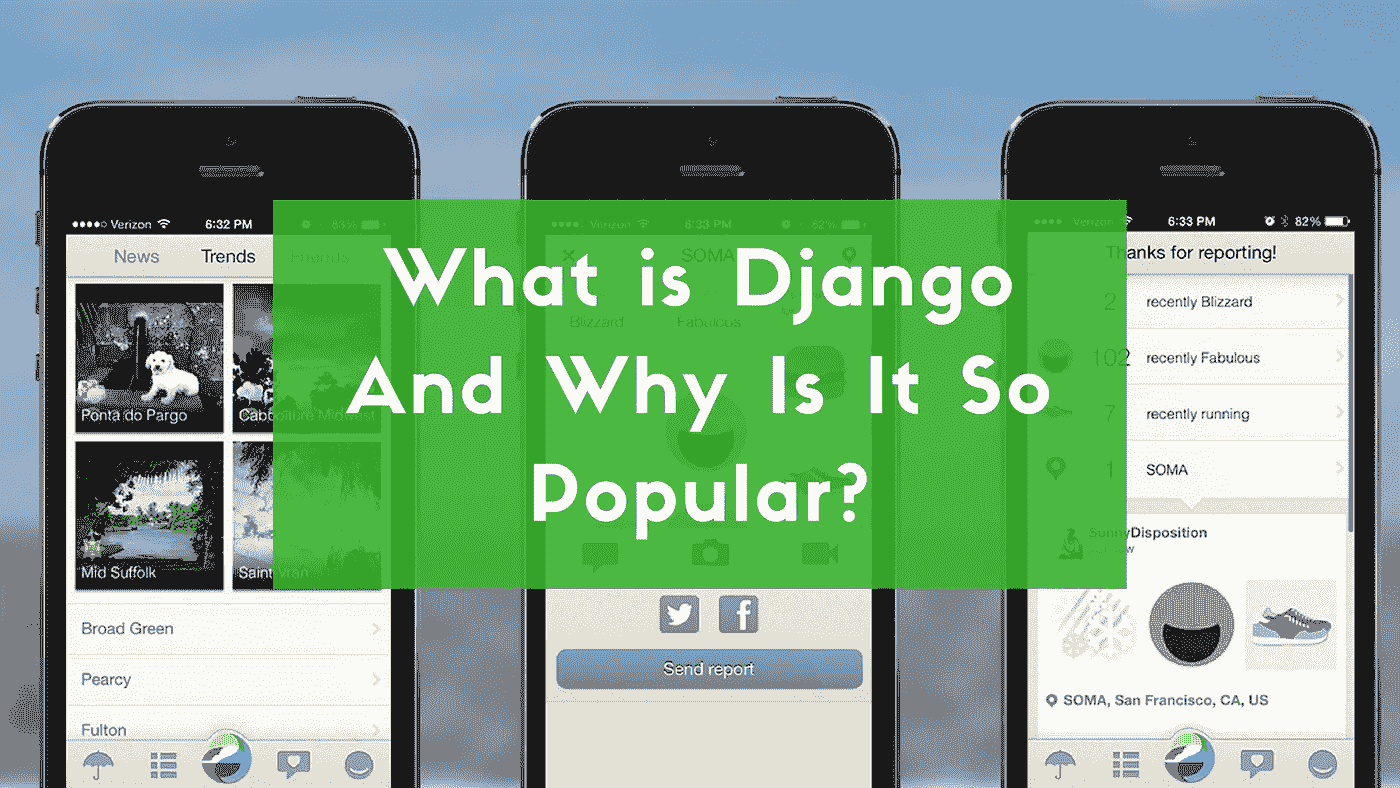 What is Django
And Why Is It So
Popular?
Verizon
6:32 PM
83%
News
Trends
Friends
Ponta do Pargo
Caboolture Midwest
Mid Suffolk
Broad Green
Pearcy
Fulton
Verizon
6:33 PM
82%
SOMA
Blizzard
Fabulous
Send report
Verizon
6:33 PM
82%
Thanks for reporting!
2 recently Blizzard
102 recently Fabulous
7 recently running
1 SOMA
SunnyDisposition
SOMA, San Francisco, CA, US